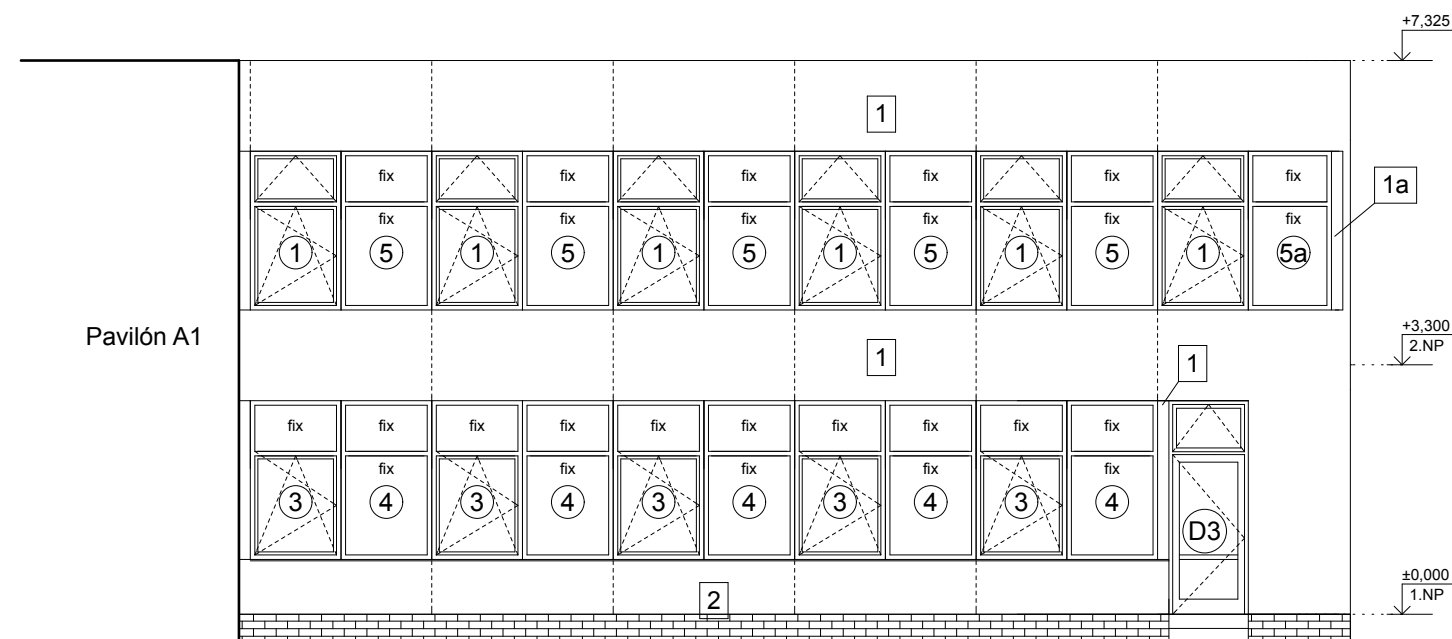 +7,325
1
fix fix fix fix fix fix
1a
fix fix fix fix fix fix
1 5 1 5 1 5 1 5 1 5 1 5a
Pavilón A1
+3,300
2.NP
1
1
fix fix fix fix fix fix fix fix fix fix
fix fix fix fix fix
3 4 3 4 3 4 3 4 3 4
D3
±0,000
1.NP
2